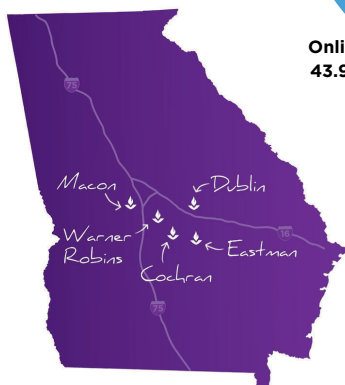 Onli
43.9
75
Macon
Dublin
Warner
Robins
Cochran
Eastman
16
75